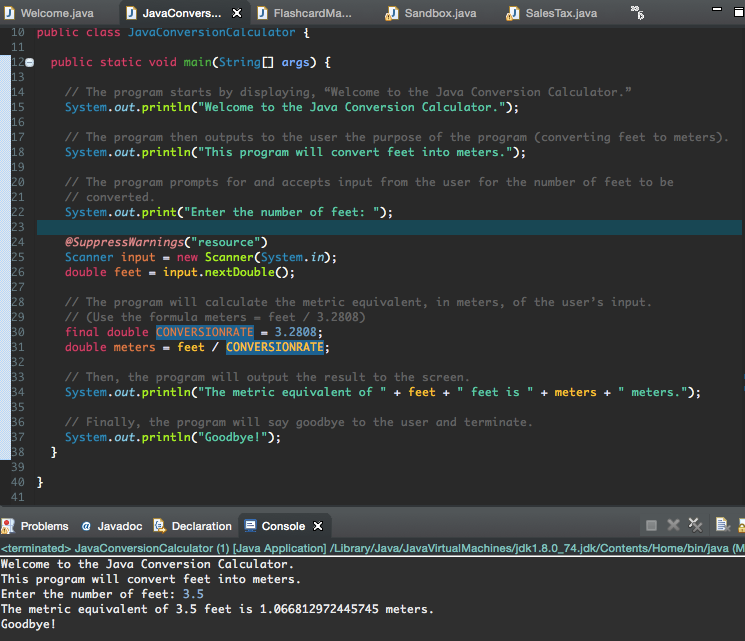 Welcome.java JavaConvers... FlashcardMa... Sandbox.java SalesTax.java
10 public class JavaConversionCalculator {
11
12 public static void main(String[] args) {
13
14 // The program starts by displaying, “Welcome to the Java Conversion Calculator.”
15 System.out.println("Welcome to the Java Conversion Calculator.");
16
17 // The program then outputs to the user the purpose of the program (converting feet to meters).
18 System.out.println("This program will convert feet into meters.");
19
20 // The program prompts for and accepts input from the user for the number of feet to be
21 // converted.
22 System.out.print("Enter the number of feet: ");
23
24 @SuppressWarnings("resource")
25 Scanner input = new Scanner(System.in);
26 double feet = input.nextDouble();
27
28 // The program will calculate the metric equivalent, in meters, of the user’s input.
29 // (Use the formula meters = feet / 3.2808)
30 final double CONVERSIONRATE = 3.2808;
31 double meters = feet / CONVERSIONRATE;
32
33 // Then, the program will output the result to the screen.
34 System.out.println("The metric equivalent of " + feet + " feet is " + meters + " meters.");
35
36 // Finally, the program will say goodbye to the user and terminate.
37 System.out.println("Goodbye!");
38 }
39
40 }
41
Problems @ Javadoc Declaration Console
<terminated> JavaConversionCalculator (1) [Java Application] /Library/Java/JavaVirtualMachines/jdk1.8.0_74.jdk/Contents/Home/bin/java (M
Welcome to the Java Conversion Calculator.
This program will convert feet into meters.
Enter the number of feet: 3.5
The metric equivalent of 3.5 feet is 1.066812972445745 meters.
Goodbye!